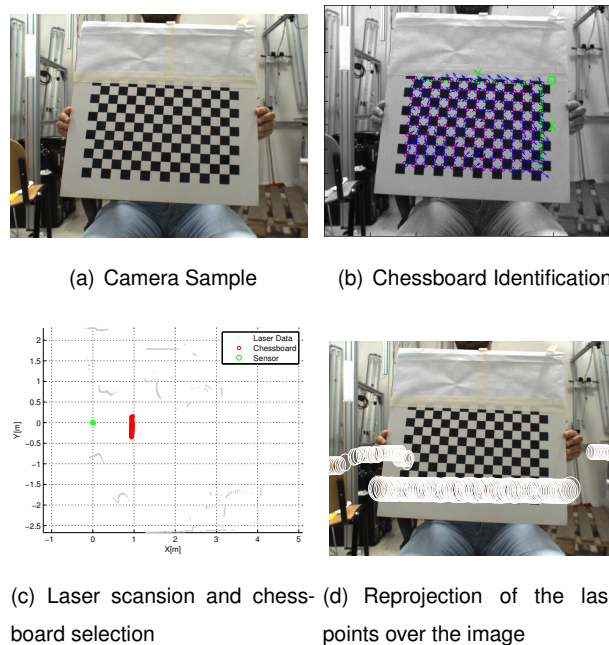 O
Y
X
(a) Camera Sample
(b) Chessboard Identification
Laser Data
Chessboard
Sensor
2
1.5
1
0.5
0
−0.5
−1
−1.5
−2
−2.5
Y[m]
−1 0 1 2 3 4 5
X[m]
(c) Laser scansion and chess-
board selection
(d) Reprojection of the las
points over the image